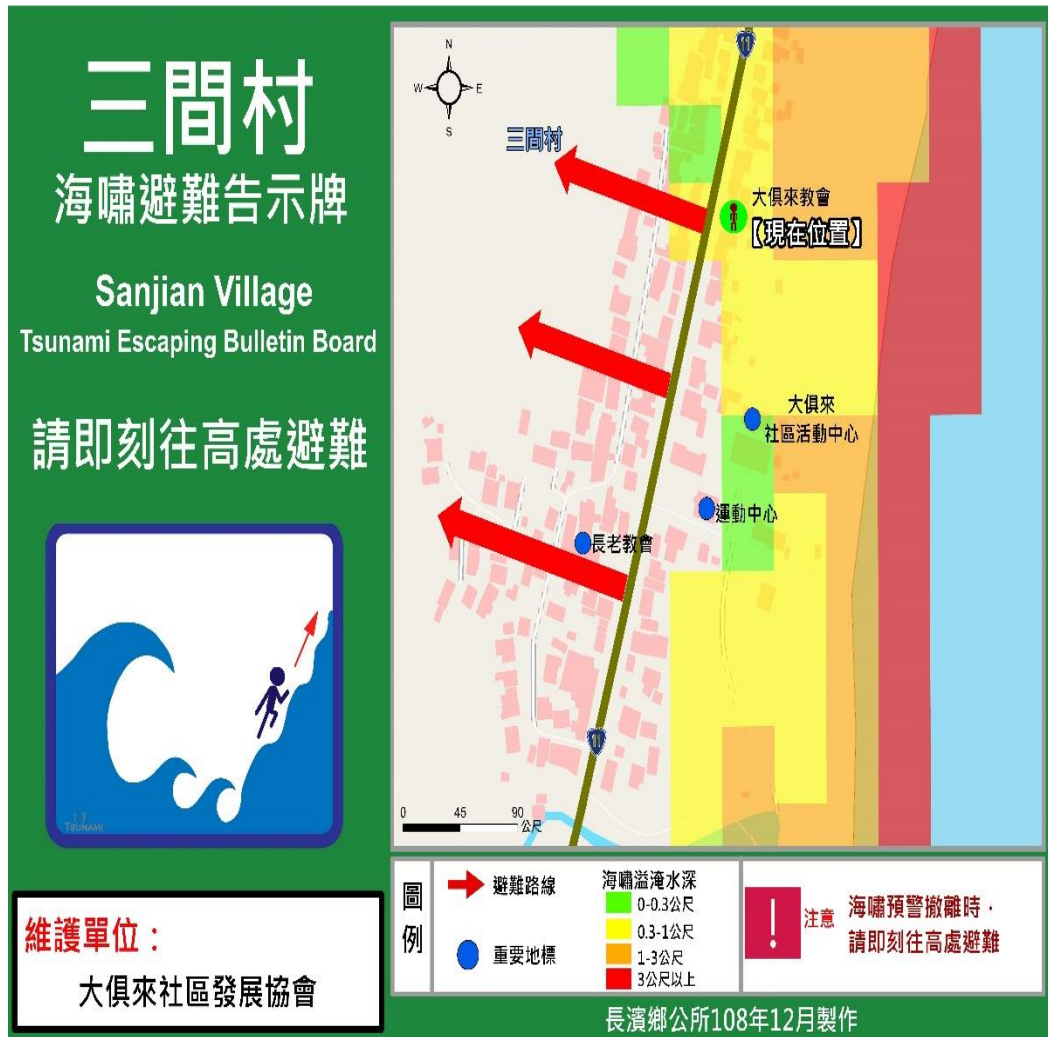 三間村
海嘯避難告示牌
Sanjian Village
Tsunami Escaping Bulletin Board
請即刻往高處避難
TSUNAMI
維護單位：
大俱來社區發展協會
N
W
E
S
11
三間村
大俱來教會
【現在位置】
大俱來
社區活動中心
運動中心
長老教會
11
0 45 90
公尺
圖例
避難路線
重要地標
海嘯溢淹水深
0-0.3公尺
0.3-1公尺
1-3公尺
3公尺以上
!
注意
海嘯預警撤離時，
請即刻往高處避難
長濱鄉公所108年12月製作